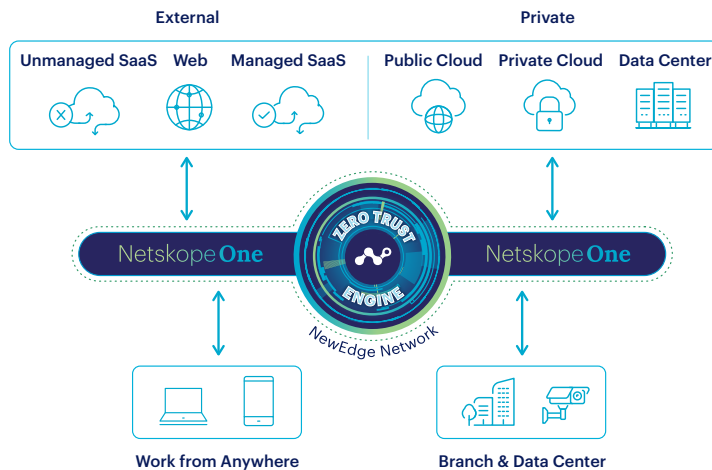 External
Private
Unmanaged SaaS
Web
Managed SaaS
Public Cloud
Private Cloud
Data Center
Netskope One
ZERO TRUST
ENGINE
Netskope One
NewEdge Network
Work from Anywhere
Branch & Data Center